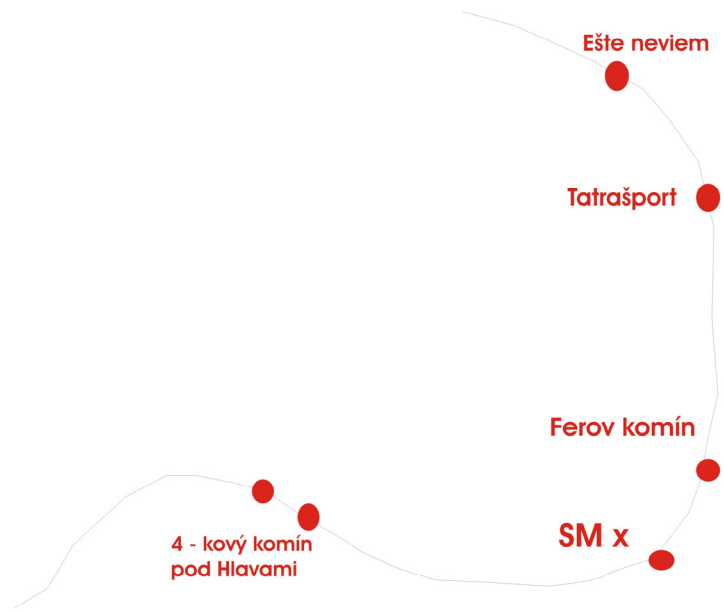 Ešte neviem
Tatrašport
Ferov komín
SM x
4 - kový komín
pod Hlavami